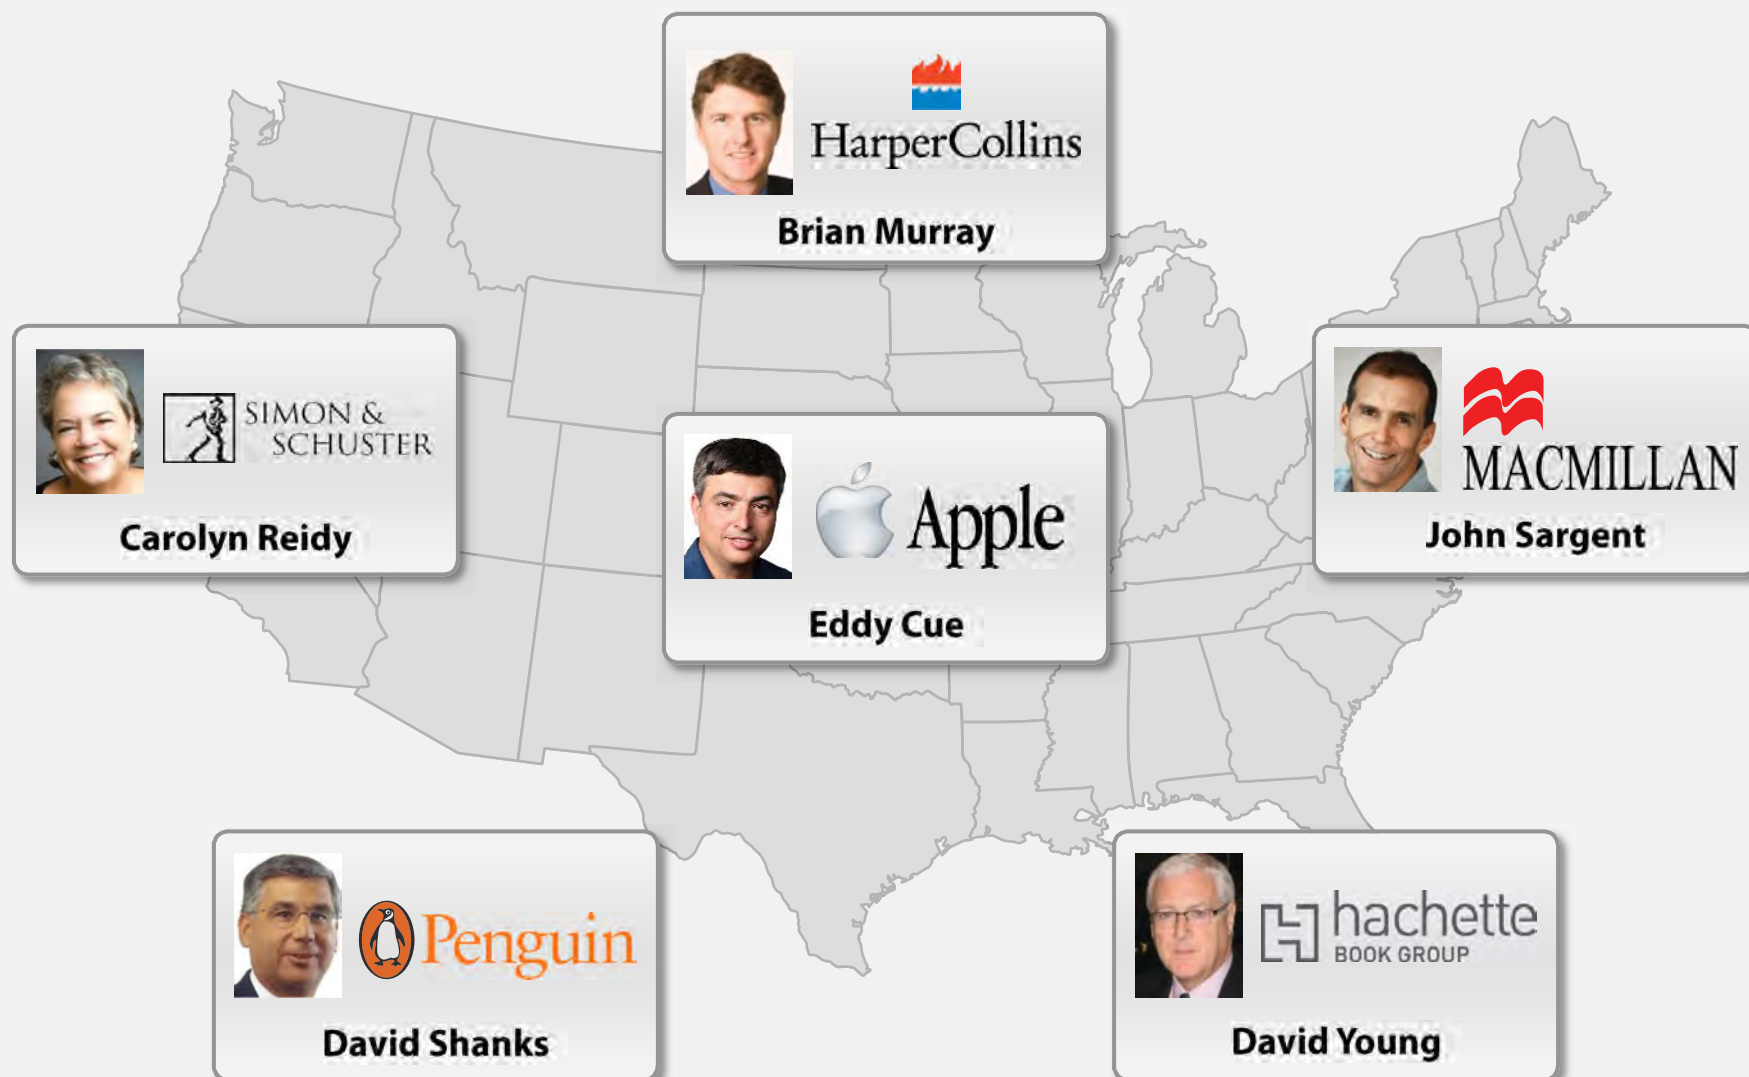 HarperCollins
Brian Murray
SIMON &
SCHUSTER
Carolyn Reidy
Apple
Eddy Cue
MACMILLAN
John Sargent
Penguin
David Shanks
hachette
BOOK GROUP
David Young